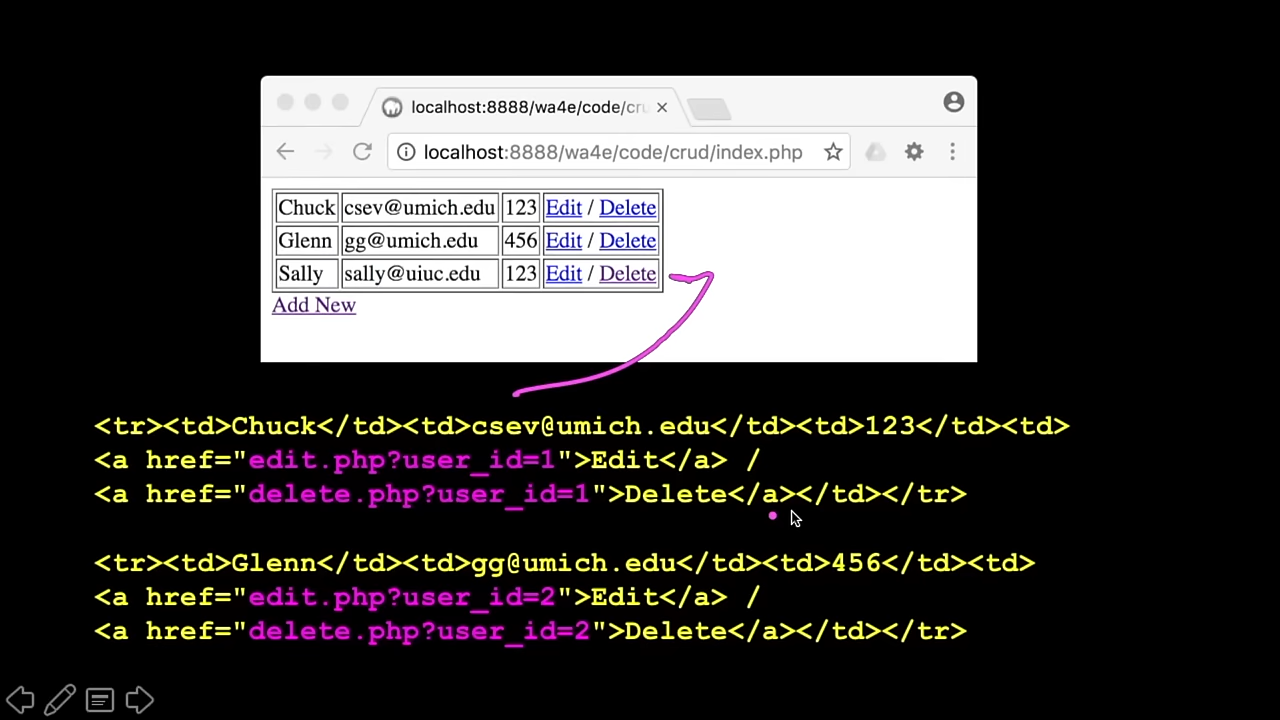 localhost:8888/wa4e/code/cru
localhost:8888/wa4e/code/crud/index.php
Chuck csev@umich.edu 123 Edit / Delete
Glenn gg@umich.edu 456 Edit / Delete
Sally sally@uiuc.edu 123 Edit / Delete
Add New
<tr><td>Chuck</td><td>csev@umich.edu</td><td>123</td><td>
<a href="edit.php?user_id=1">Edit</a> /
<a href="delete.php?user_id=1">Delete</a></td></tr>
<tr><td>Glenn</td><td>gg@umich.edu</td><td>456</td><td>
<a href="edit.php?user_id=2">Edit</a> /
<a href="delete.php?user_id=2">Delete</a></td></tr>